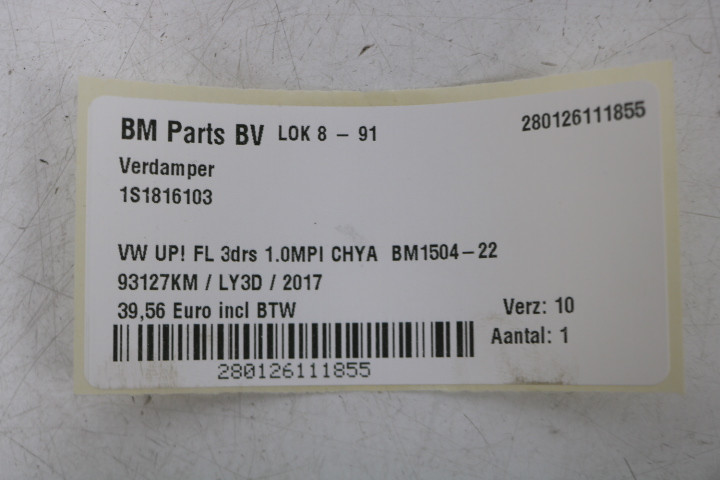 BM Parts BV LOK 8 - 91 280126111855
Verdamper
1S1816103
VW UP! FL 3drs 1.0MPI CHYA BM1504-22
93127KM / LY3D / 2017
39,56 Euro incl BTW Verz: 10
Aantal: 1
280126111855